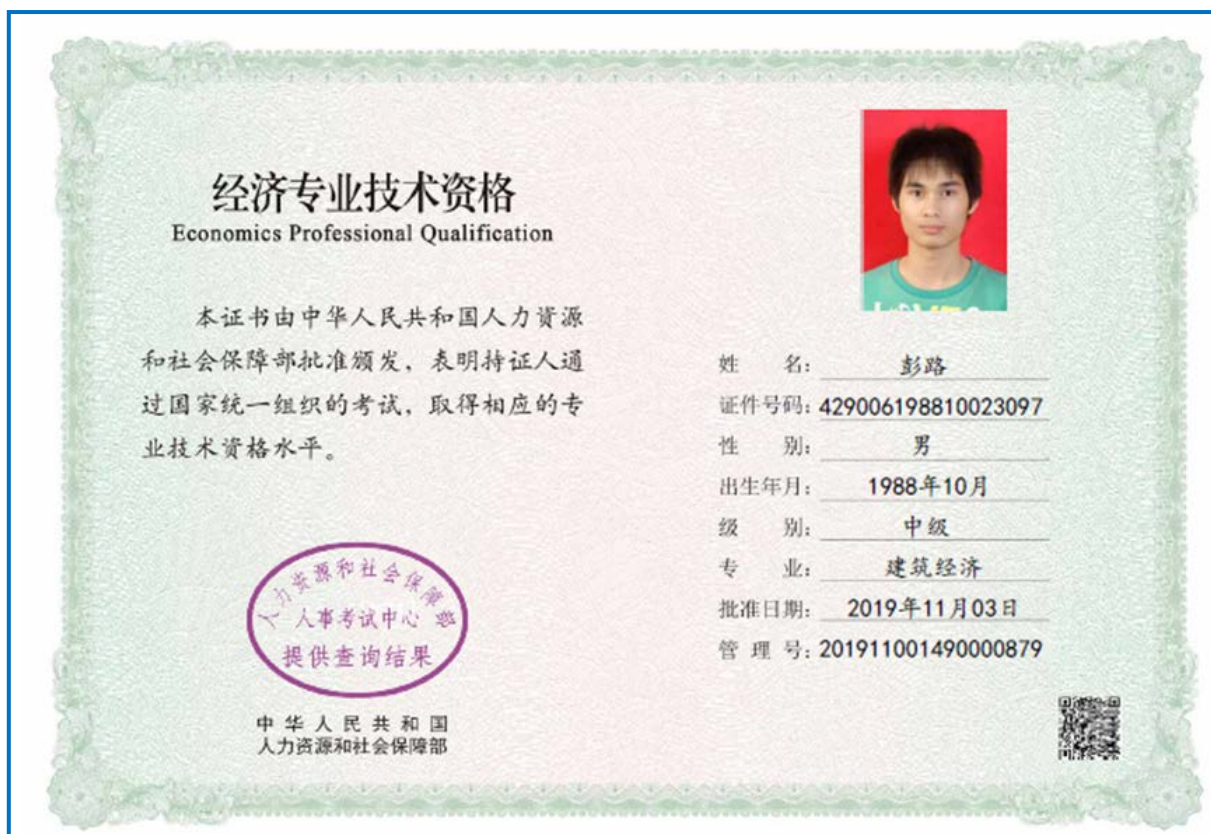 经济专业技术资格
Economics Professional Qualification
本证书由中华人民共和国人力资源
和社会保障部批准颁发，表明持证人通
过国家统一组织的考试，取得相应的专
业技术资格水平。
人力资源和社会保障部
人事考试中心
提供查询结果
中华人民共和国
人力资源和社会保障部
姓 名： 彭路
证件号码： 429006198810023097
性 别： 男
出生年月： 1988年10月
级 别： 中级
专 业： 建筑经济
批准日期： 2019年11月03日
管 理 号： 201911001490000879